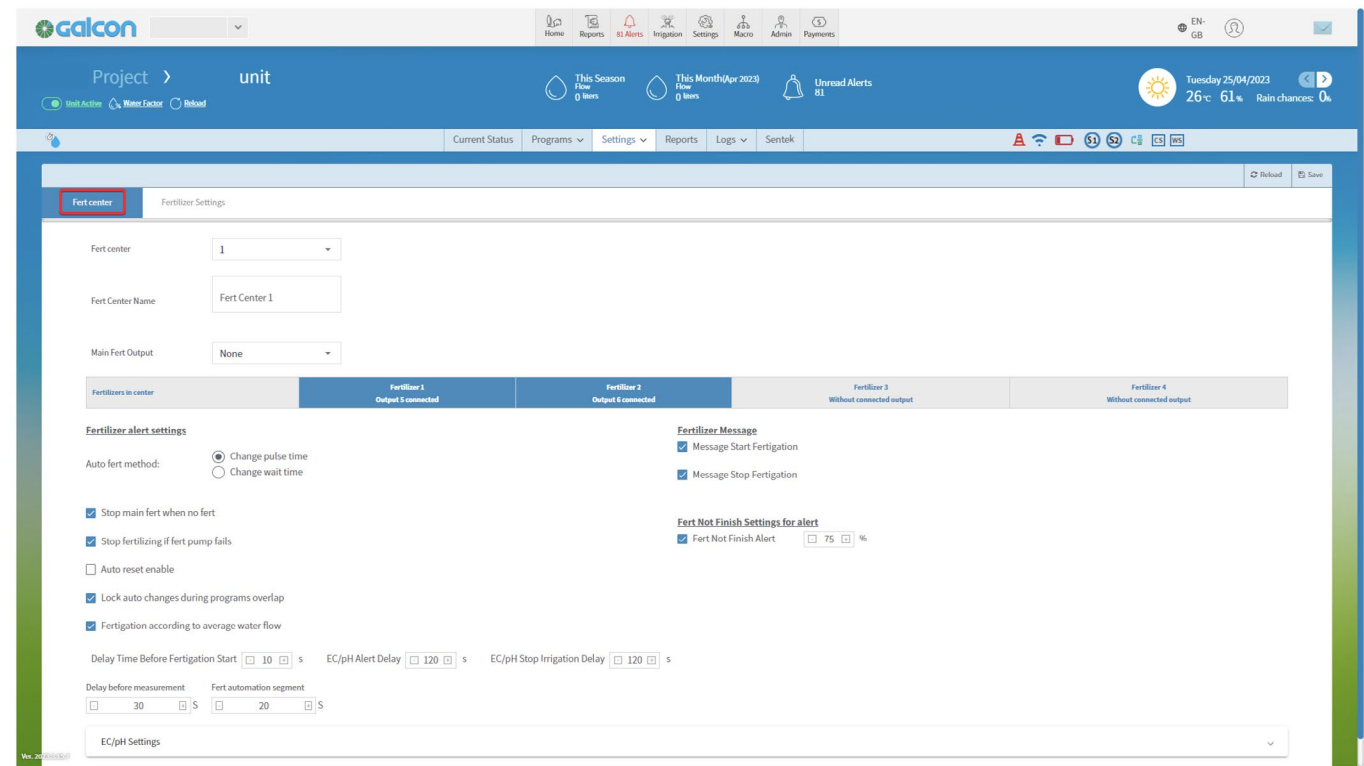 Galcon
Home Reports 81 Alerts Irrigation Settings Macro Admin Payments
EN-
GB
Project unit
This Season
Flow
0 liters
This Month(Apr 2023)
Flow
0 liters
Unread Alerts
81
Tuesday 25/04/2023
26°C 61% Rain chances: 0%
Unit Active Water Factor Reload
Current Status Programs Settings Reports Logs Sentek
S1 S2 CS WS
Reload Save
Fert center Fertilizer Settings
Fert center 1
Fert Center Name Fert Center 1
Main Fert Output None
Fertilizers in center
Fertilizer 1
Output 5 connected
Fertilizer 2
Output 6 connected
Fertilizer 3
Without connected output
Fertilizer 4
Without connected output
Fertilizer alert settings
Auto fert method:
Change pulse time
Change wait time
Stop main fert when no fert
Stop fertilizing if fert pump fails
Auto reset enable
Lock auto changes during programs overlap
Fertigation according to average water flow
Fertilizer Message
Message Start Fertigation
Message Stop Fertigation
Fert Not Finish Settings for alert
Fert Not Finish Alert 75 %
Delay Time Before Fertigation Start 10 s EC/pH Alert Delay 120 s EC/pH Stop Irrigation Delay 120 s
Delay before measurement Fert automation segment
30 S 20 S
EC/pH Settings